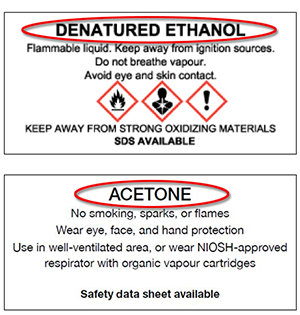 DENATURED ETHANOL
Flammable liquid. Keep away from ignition sources.
Do not breathe vapour.
Avoid eye and skin contact.
KEEP AWAY FROM STRONG OXIDIZING MATERIALS
SDS AVAILABLE
ACETONE
No smoking, sparks, or flames
Wear eye, face, and hand protection
Use in well-ventilated area, or wear NIOSH-approved
respirator with organic vapour cartridges
Safety data sheet available